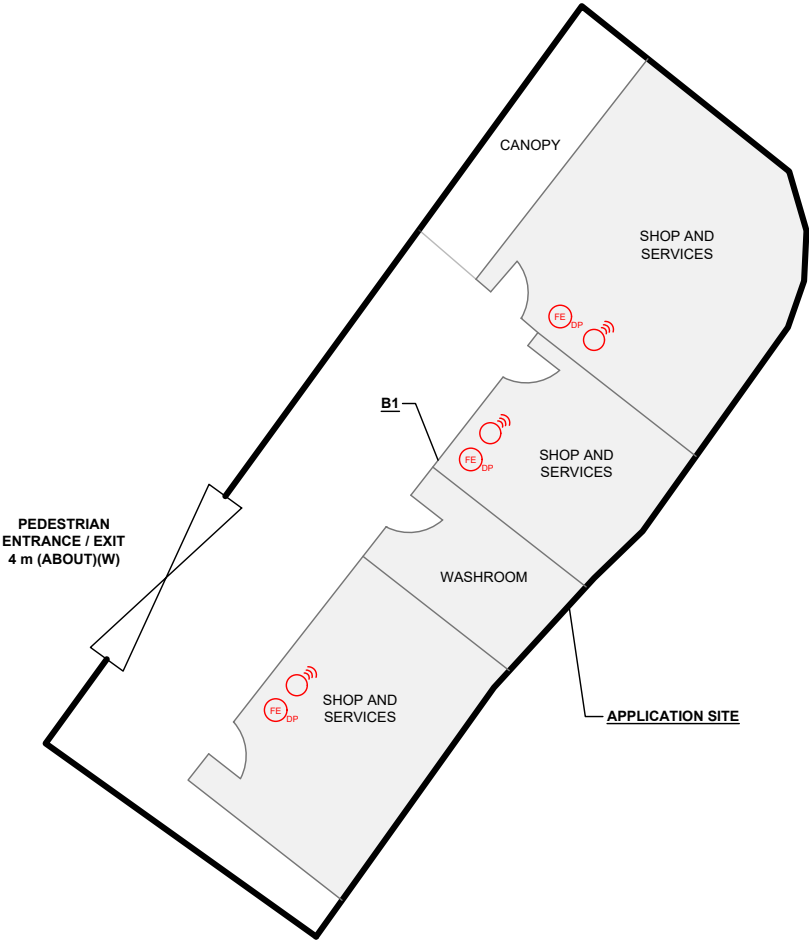 CANOPY
SHOP AND
SERVICES
FE
DP
B1
SHOP AND
SERVICES
FE
DP
PEDESTRIAN
ENTRANCE / EXIT
4 m (ABOUT)(W)
WASHROOM
SHOP AND
SERVICES
FE
DP
APPLICATION SITE